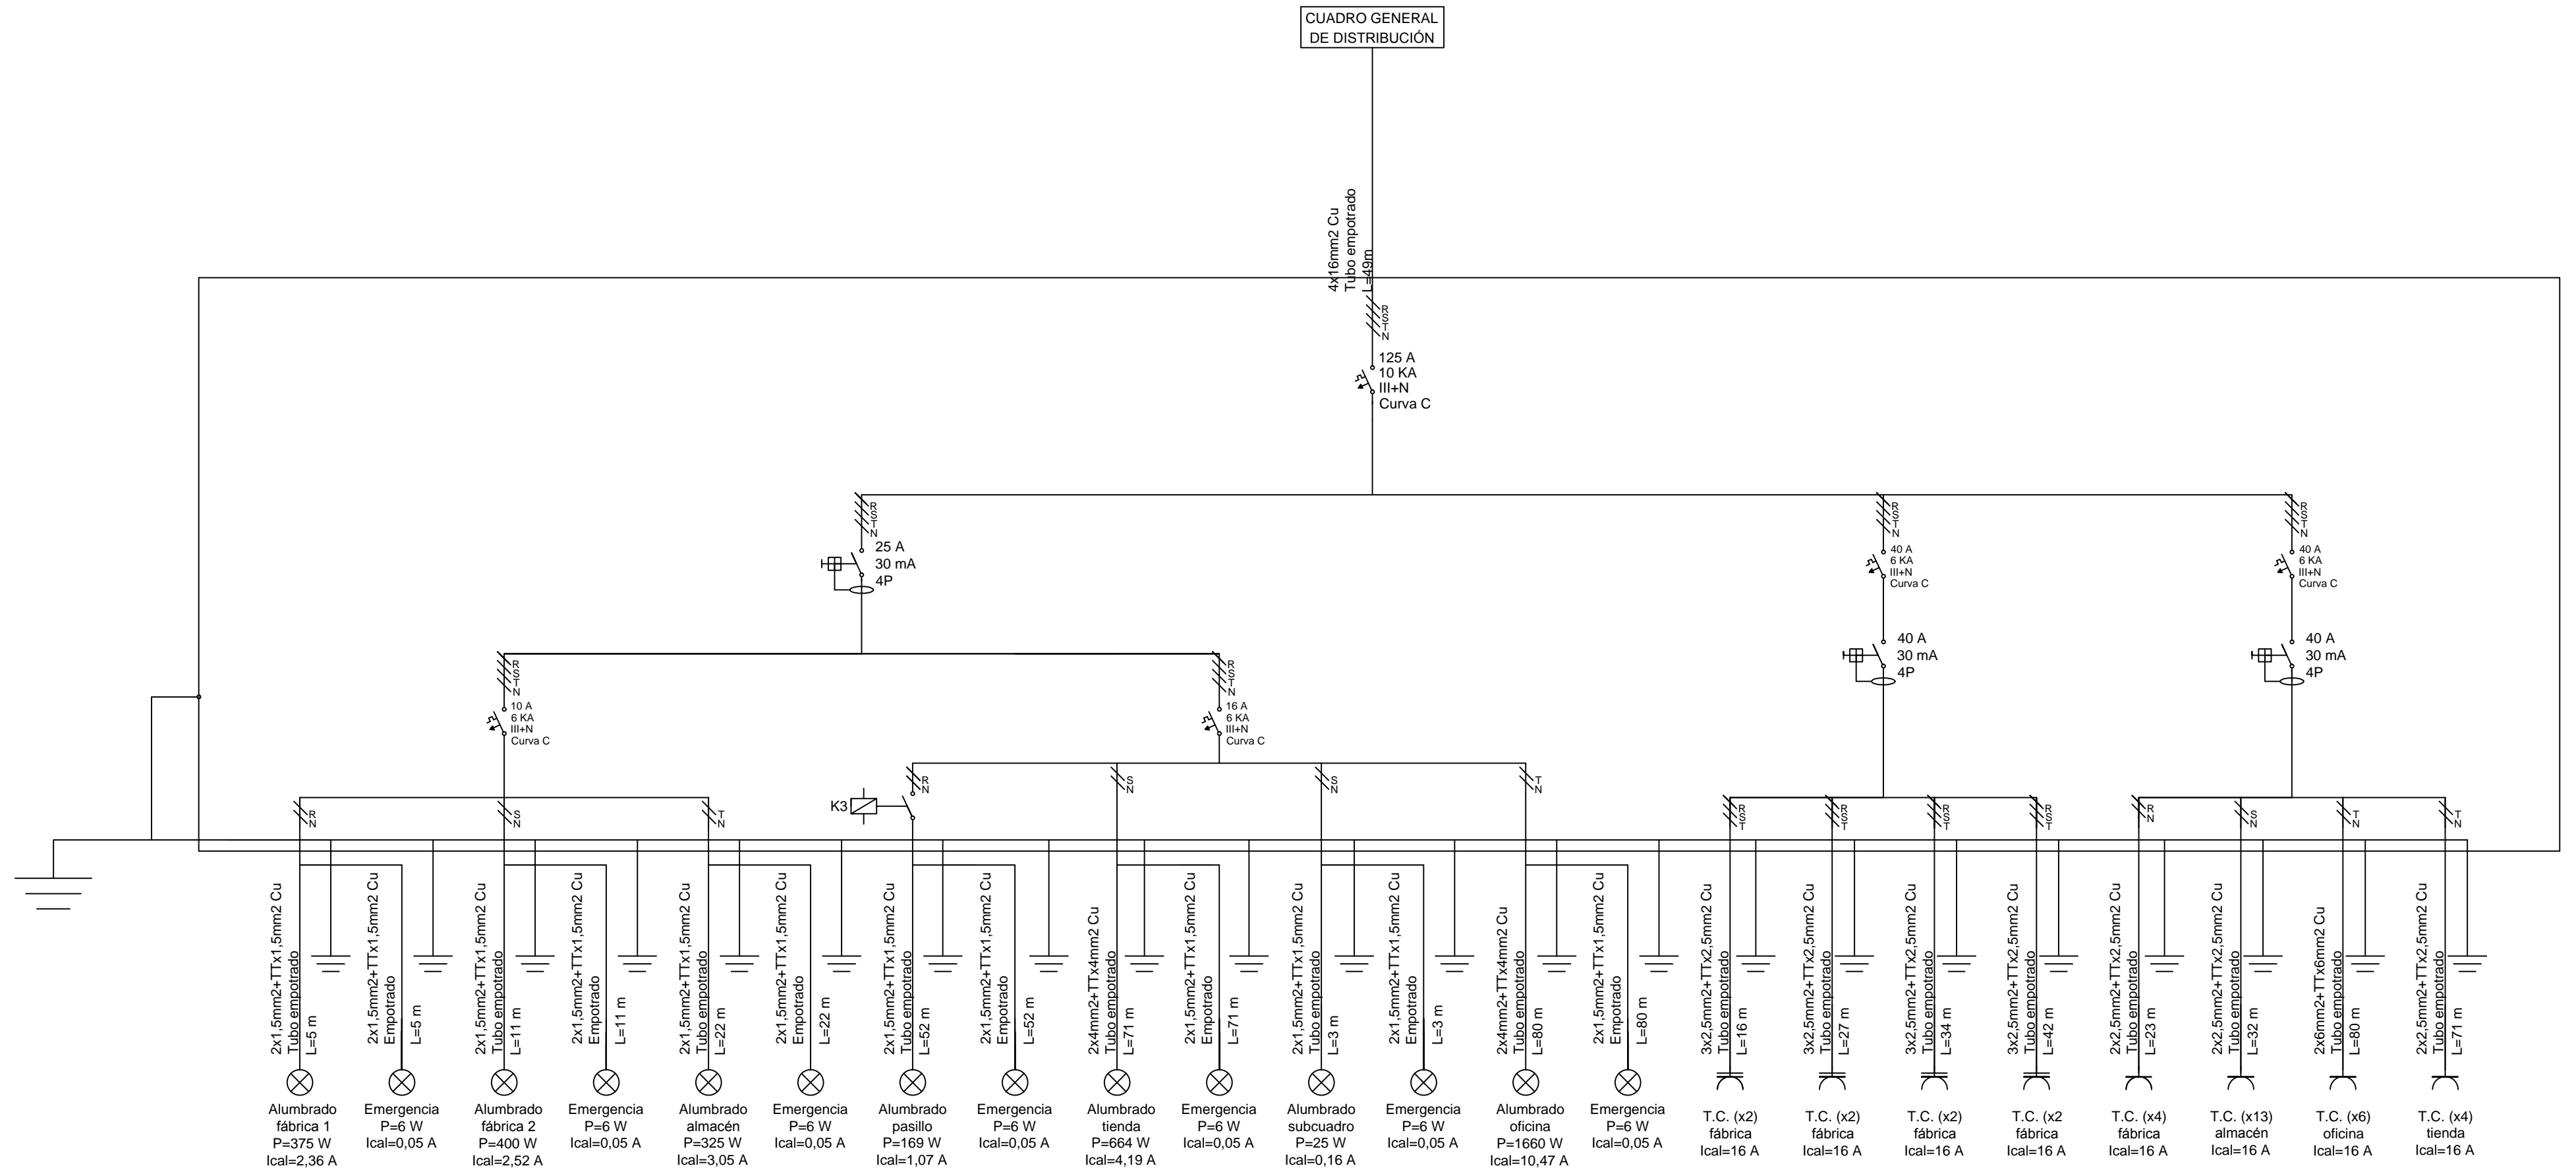 CUADRO GENERAL
DE DISTRIBUCIÓN
4x16mm2 Cu
Tubo empotrado
L=49m
R
S
T
N
125 A
10 KA
III+N
Curva C
R
S
T
N
25 A
30 mA
4P
R
S
T
N
40 A
6 KA
III+N
Curva C
40 A
30 mA
4P
R
S
T
N
40 A
6 KA
III+N
Curva C
40 A
30 mA
4P
R
S
T
N
10 A
6 KA
III+N
Curva C
R
S
T
N
16 A
6 KA
III+N
Curva C
R
N
S
N
T
N
K3
R
N
S
N
S
N
T
N
R
S
T
R
S
T
R
S
T
R
S
T
R
N
S
N
T
N
T
N
2x1,5mm2+TTx1,5mm2 Cu
Tubo empotrado
L=5 m
Alumbrado
fábrica 1
P=375 W
Ical=2,36 A
2x1,5mm2+TTx1,5mm2 Cu
Empotrado
L=5 m
Emergencia
P=6 W
Ical=0,05 A
2x1,5mm2+TTx1,5mm2 Cu
Tubo empotrado
L=11 m
Alumbrado
fábrica 2
P=400 W
Ical=2,52 A
2x1,5mm2+TTx1,5mm2 Cu
Empotrado
L=11 m
Emergencia
P=6 W
Ical=0,05 A
2x1,5mm2+TTx1,5mm2 Cu
Tubo empotrado
L=22 m
Alumbrado
almacén
P=325 W
Ical=3,05 A
2x1,5mm2+TTx1,5mm2 Cu
Empotrado
L=22 m
Emergencia
P=6 W
Ical=0,05 A
2x1,5mm2+TTx1,5mm2 Cu
Tubo empotrado
L=52 m
Alumbrado
pasillo
P=169 W
Ical=1,07 A
2x1,5mm2+TTx1,5mm2 Cu
Empotrado
L=52 m
Emergencia
P=6 W
Ical=0,05 A
2x4mm2+TTx4mm2 Cu
Tubo empotrado
L=71 m
Alumbrado
tienda
P=664 W
Ical=4,19 A
2x1,5mm2+TTx1,5mm2 Cu
Empotrado
L=71 m
Emergencia
P=6 W
Ical=0,05 A
2x1,5mm2+TTx1,5mm2 Cu
Tubo empotrado
L=3 m
Alumbrado
subcuadro
P=25 W
Ical=0,16 A
2x1,5mm2+TTx1,5mm2 Cu
Empotrado
L=3 m
Emergencia
P=6 W
Ical=0,05 A
2x4mm2+TTx4mm2 Cu
Tubo empotrado
L=80 m
Alumbrado
oficina
P=1660 W
Ical=10,47 A
2x1,5mm2+TTx1,5mm2 Cu
Empotrado
L=80 m
Emergencia
P=6 W
Ical=0,05 A
3x2,5mm2+TTx2,5mm2 Cu
Tubo empotrado
L=16 m
T.C. (x2)
fábrica
Ical=16 A
3x2,5mm2+TTx2,5mm2 Cu
Tubo empotrado
L=27 m
T.C. (x2)
fábrica
Ical=16 A
3x2,5mm2+TTx2,5mm2 Cu
Tubo empotrado
L=34 m
T.C. (x2)
fábrica
Ical=16 A
3x2,5mm2+TTx2,5mm2 Cu
Tubo empotrado
L=42 m
T.C. (x2
fábrica
Ical=16 A
2x2,5mm2+TTx2,5mm2 Cu
Tubo empotrado
L=23 m
T.C. (x4)
fábrica
Ical=16 A
2x2,5mm2+TTx2,5mm2 Cu
Tubo empotrado
L=32 m
T.C. (x13)
almacén
Ical=16 A
2x6mm2+TTx6mm2 Cu
Tubo empotrado
L=80 m
T.C. (x6)
oficina
Ical=16 A
2x2,5mm2+TTx2,5mm2 Cu
Tubo empotrado
L=71 m
T.C. (x4)
tienda
Ical=16 A